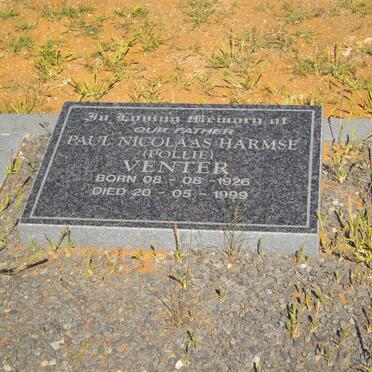 In Loving Memory of
OUR FATHER
PAUL NICOLAAS HARMSE
(POLLIE)
VENTER
BORN 08 - 08 - 1926
DIED 20 - 05 - 1999